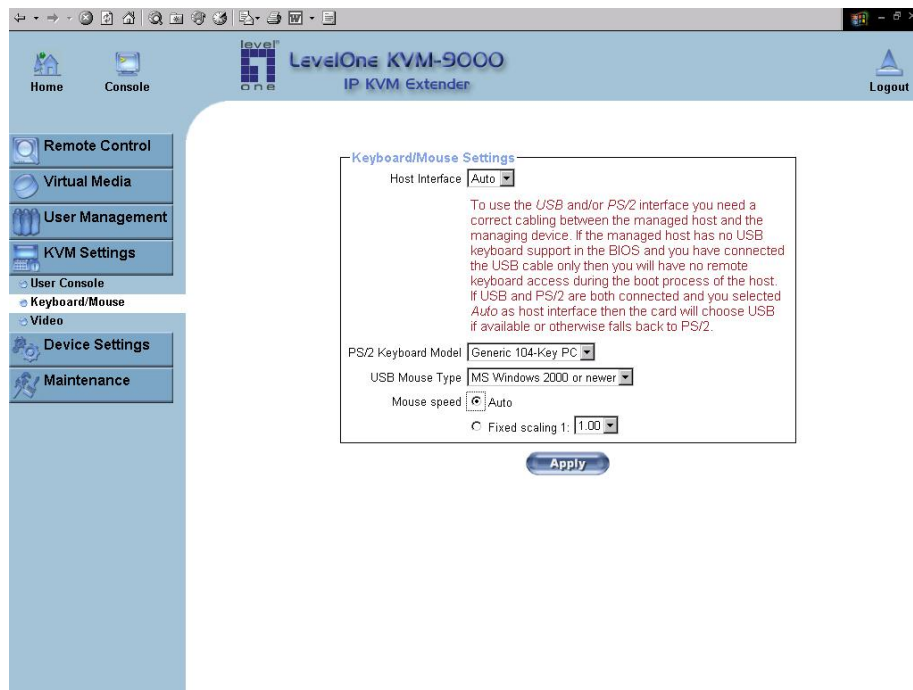 Home
Console
level
one
LevelOne KVM-9000
IP KVM Extender
Logout
Remote Control
Virtual Media
User Management
KVM Settings
User Console
Keyboard/Mouse
Video
Device Settings
Maintenance
Keyboard/Mouse Settings
Host Interface Auto
To use the USB and/or PS/2 interface you need a
correct cabling between the managed host and the
managing device. If the managed host has no USB
keyboard support in the BIOS and you have connected
the USB cable only then you will have no remote
keyboard access during the boot process of the host.
If USB and PS/2 are both connected and you selected
Auto as host interface then the card will choose USB
if available or otherwise falls back to PS/2.
PS/2 Keyboard Model Generic 104-Key PC
USB Mouse Type MS Windows 2000 or newer
Mouse speed Auto
Fixed scaling 1: 1.00
Apply